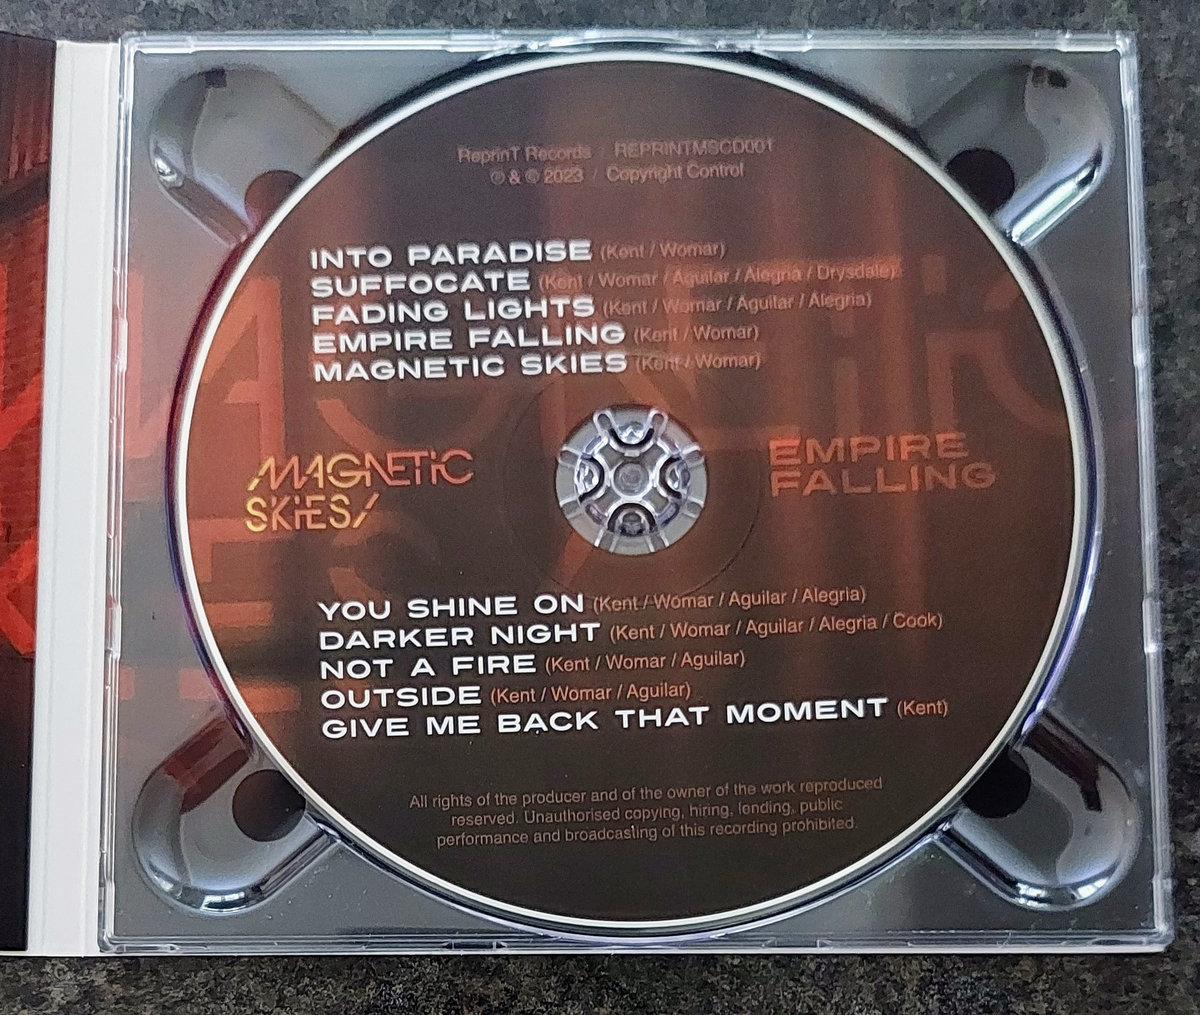 ReprinT Records / REPRINTMSCD001
℗ & © 2023 / Copyright Control
INTO PARADISE (Kent / Womar)
SUFFOCATE (Kent / Womar / Aguilar / Alegria / Drysdale)
FADING LIGHTS (Kent / Womar / Aguilar / Alegria)
EMPIRE FALLING (Kent / Womar)
MAGNETIC SKIES (Kent / Womar)
MAGNETIC
SKIES/
EMPIRE
FALLING
YOU SHINE ON (Kent / Womar / Aguilar / Alegria)
DARKER NIGHT (Kent / Womar / Aguilar / Alegria / Cook)
NOT A FIRE (Kent / Womar / Aguilar)
OUTSIDE (Kent / Womar / Aguilar)
GIVE ME BACK THAT MOMENT (Kent)
All rights of the producer and of the owner of the work reproduced
reserved. Unauthorised copying, hiring, lending, public
performance and broadcasting of this recording prohibited.